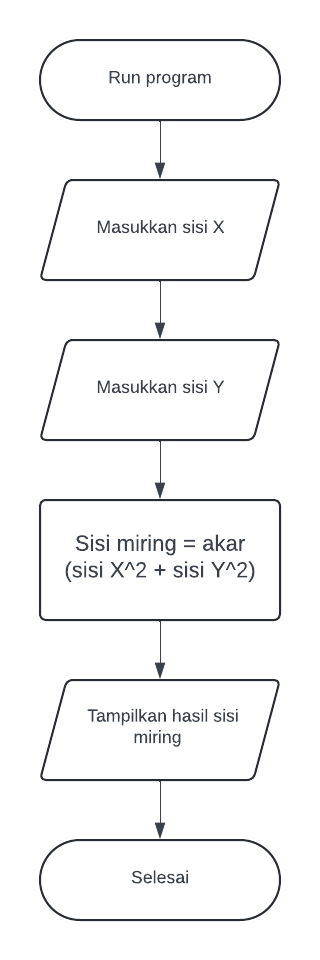 Run program
Masukkan sisi X
Masukkan sisi Y
Sisi miring = akar
(sisi X^2 + sisi Y^2)
Tampilkan hasil sisi
miring
Selesai